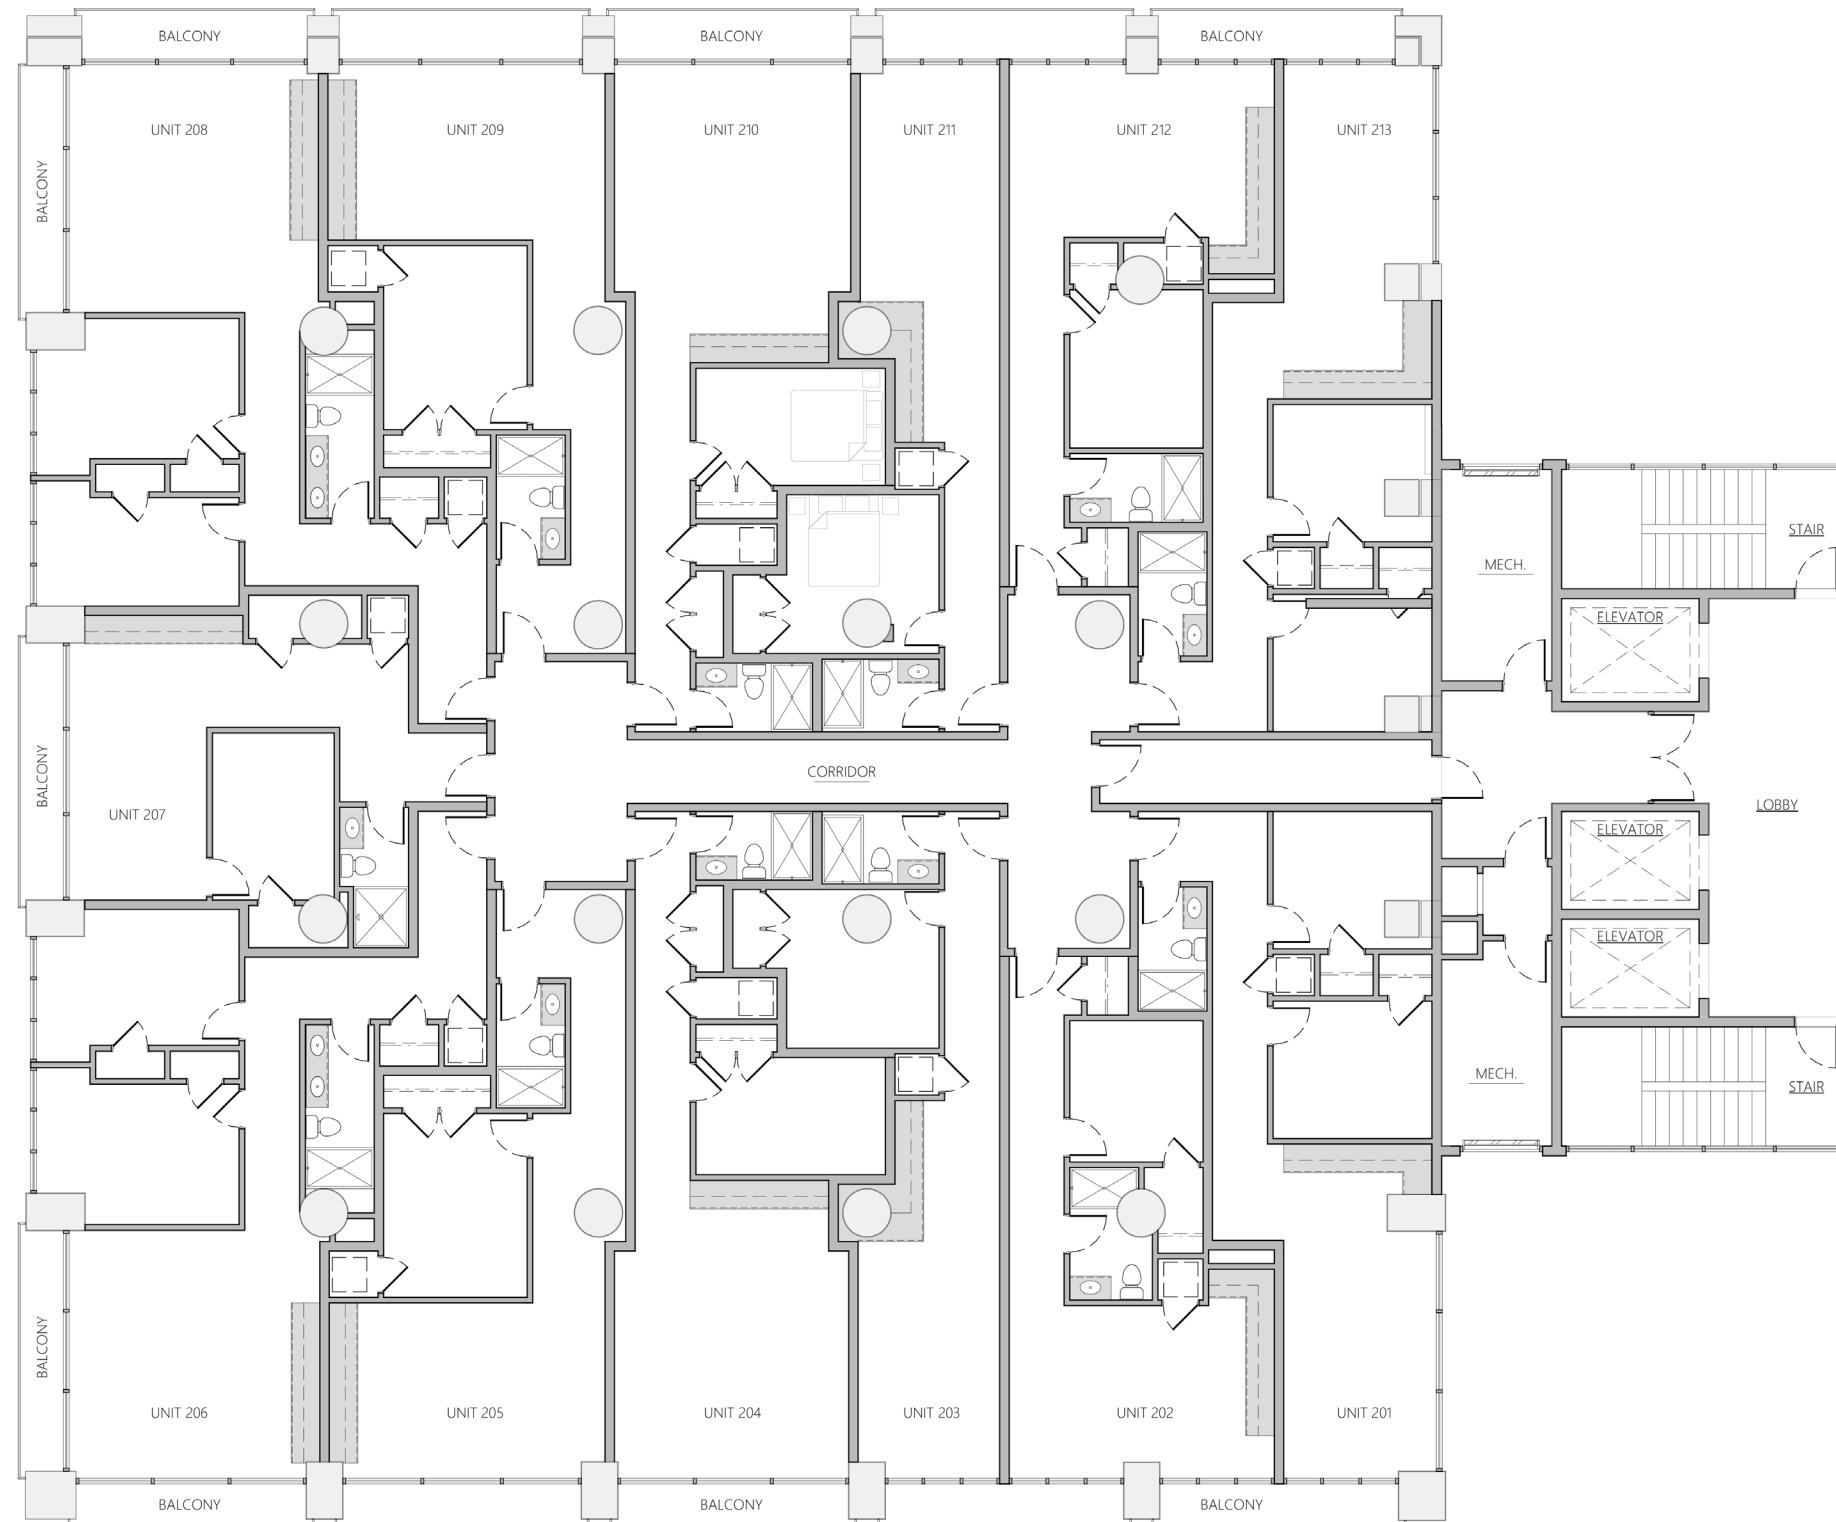 BALCONY
BALCONY
BALCONY
UNIT 208
UNIT 209
UNIT 210
UNIT 211
UNIT 212
UNIT 213
BALCONY
STAIR
MECH.
ELEVATOR
BALCONY
CORRIDOR
UNIT 207
LOBBY
ELEVATOR
ELEVATOR
MECH.
STAIR
BALCONY
UNIT 206
UNIT 205
UNIT 204
UNIT 203
UNIT 202
UNIT 201
BALCONY
BALCONY
BALCONY